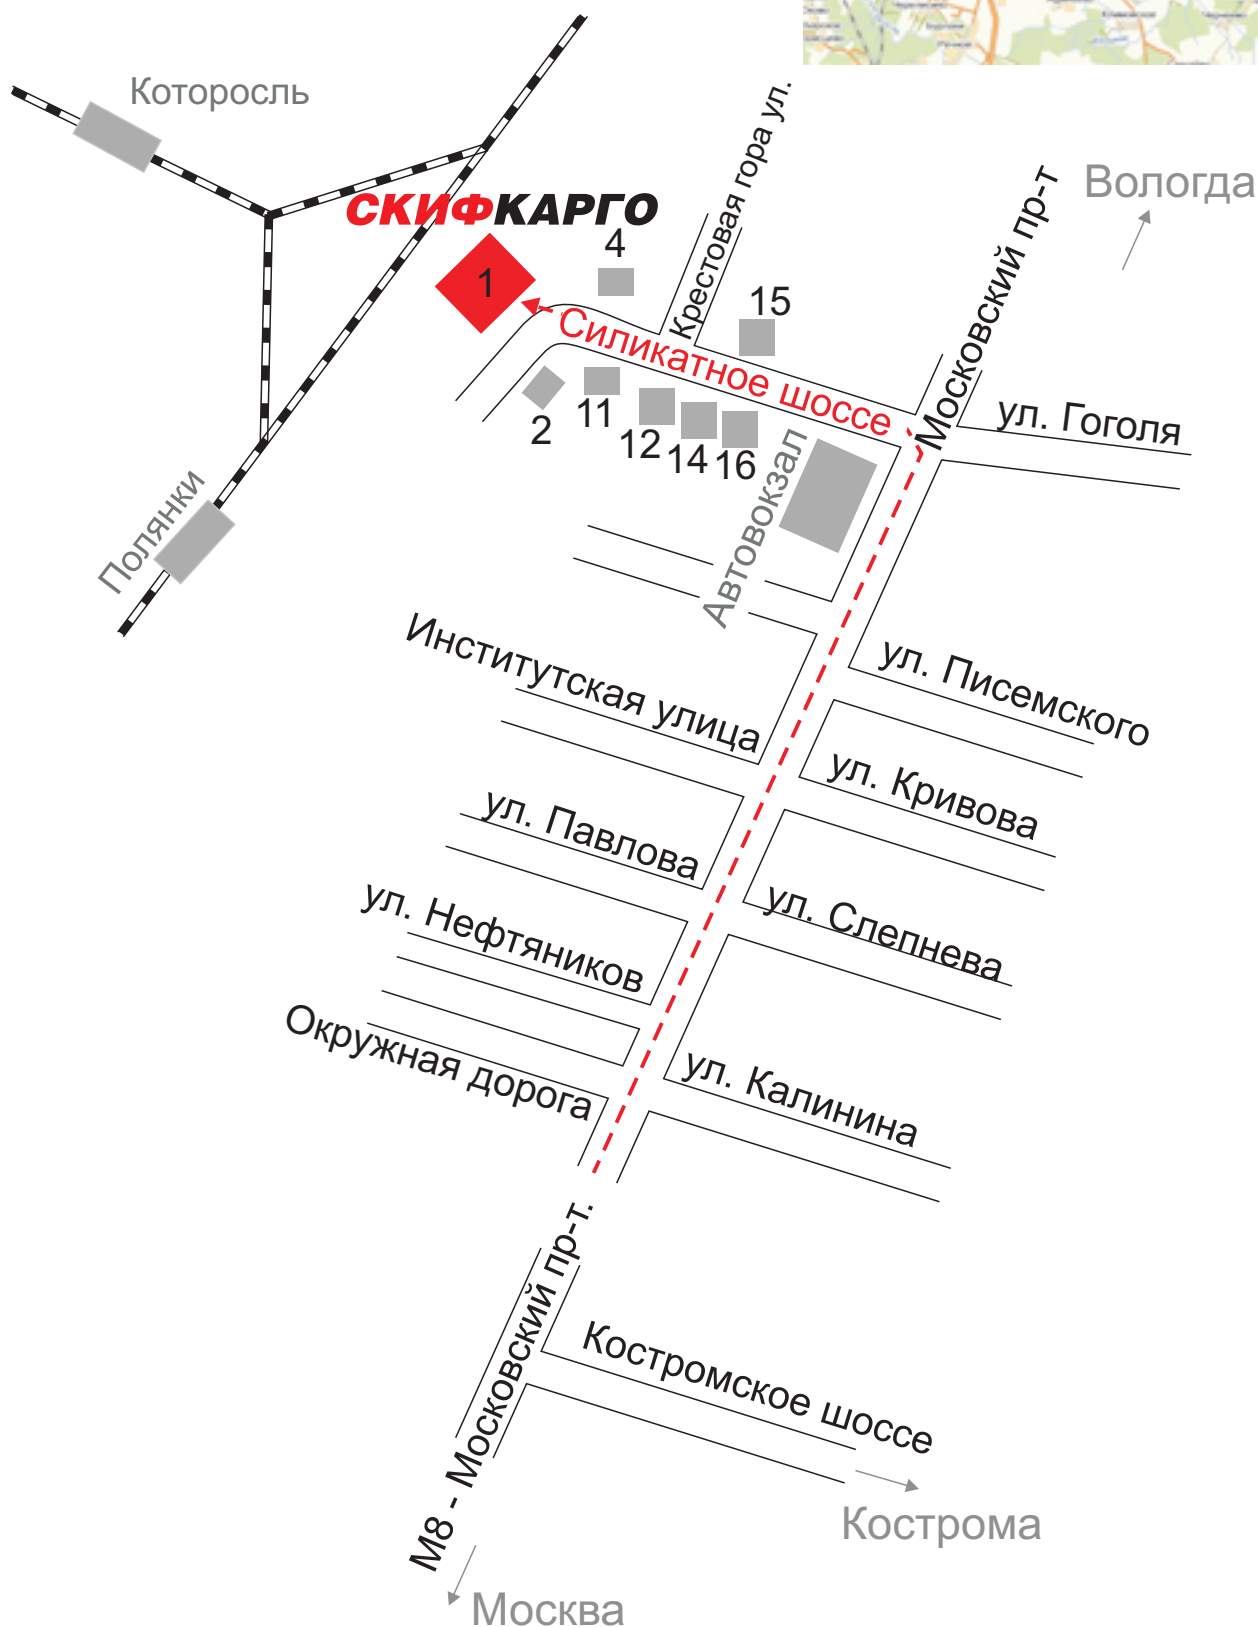 Которосль
СКИФКАРГО
Крестовая гора ул.
Московский пр-т
Вологда
4
1
15
Силикатное шоссе
ул. Гоголя
2
11
12
14
16
Автовокзал
Полянки
Институтская улица
ул. Писемского
ул. Кривова
ул. Павлова
ул. Слепнева
ул. Нефтяников
Окружная дорога
ул. Калинина
М8 - Московский пр-т.
Костромское шоссе
Кострома
Москва